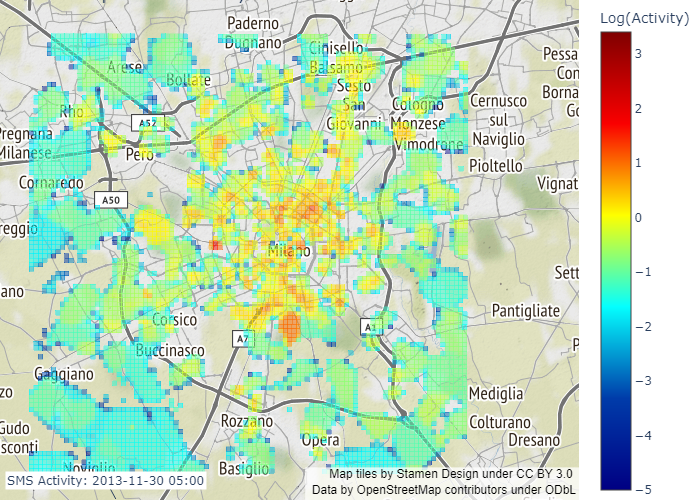 Log(Activity)
Paderno
Dugnano
Cinisello
Balsamo
Arese
Bollate
Sesto
San
Giovanni
Cologno
Monzese
Vimodrone
Cernusco
sul
Naviglio
Pioltello
Pessa
Con
Borna
Go
Rho
A52
Pregnana
Milanese
Pero
Cornaredo
A50
Vignat
reggio
Milano
Sett
ano
Pantigliate
Corsico
A7
A1
P
Buccinasco
Gaggiano
zo
Mediglia
Rozzano
Colturano
Gudo
sconti
Opera
Dresano
Noviglio
Basiglio
3
2
1
0
−1
−2
−3
−4
−5
SMS Activity: 2013-11-30 05:00
Map tiles by Stamen Design under CC BY 3.0
Data by OpenStreetMap contributors under ODbL